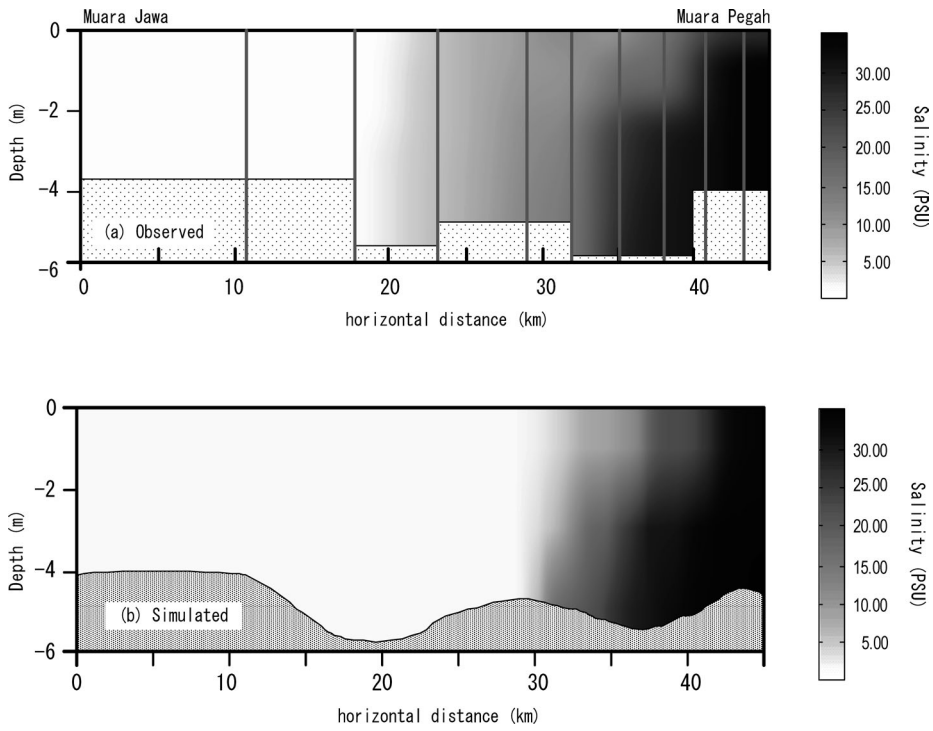 Muara Jawa Muara Pegah
0
-2
-4
-6
Depth (m)
(a) Observed
0 10 20 30 40
horizontal distance (km)
30.00
25.00
20.00
15.00
10.00
5.00
Salinity (PSU)
0
-2
-4
-6
Depth (m)
(b) Simulated
0 10 20 30 40
horizontal distance (km)
30.00
25.00
20.00
15.00
10.00
5.00
Salinity (PSU)